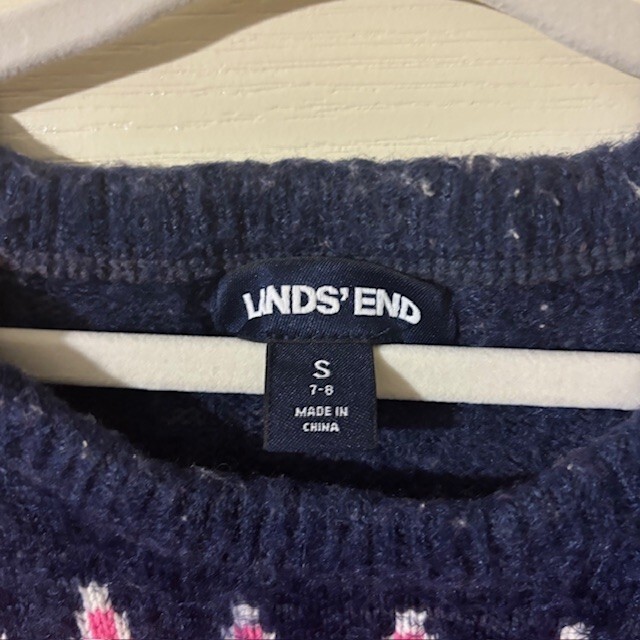 LANDS' END
S
7-8
MADE IN
CHINA